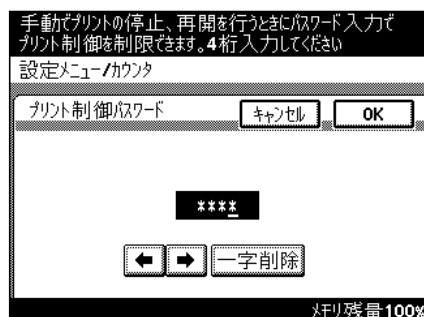 手動でプリントの停止、再開を行うときにパスワード入力で
プリント制御を制限できます。4桁入力してください
設定メニュー/カウンタ
プリント制御パスワード キャンセル OK
****
← → 一字削除
メモリ残量100%